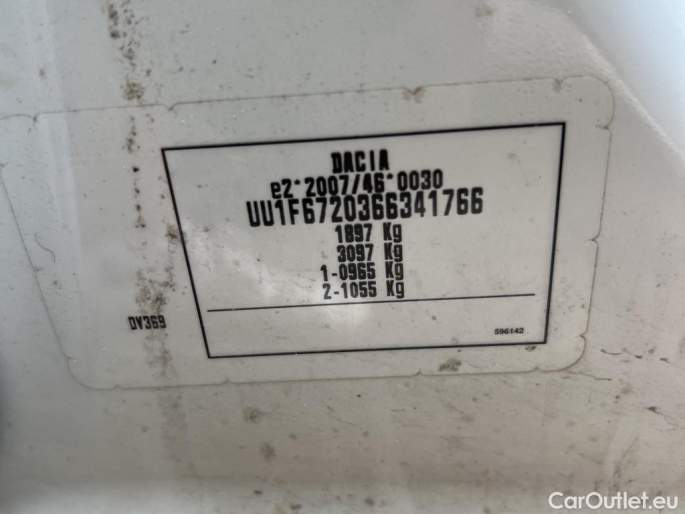 DACIA
e2*2007/46*0030
UU1F6720366341766
1897 Kg
3097 Kg
1-0965 Kg
2-1055 Kg
DV369
596142
CarOutlet.eu